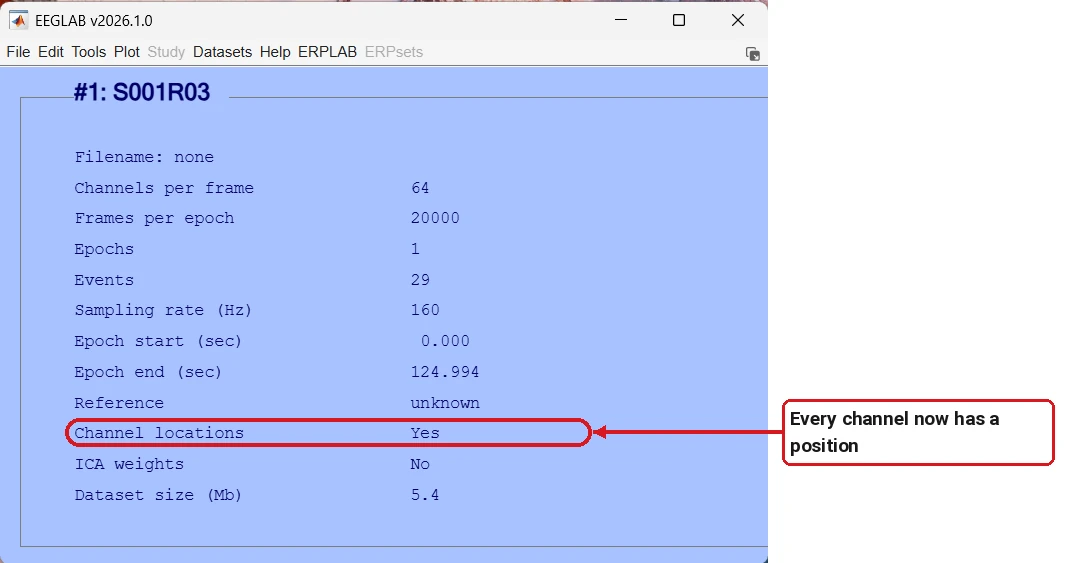 EEGLAB v2026.1.0
File Edit Tools Plot Study Datasets Help ERPLAB ERPsets
#1: S001R03
Filename: none
Channels per frame 64
Frames per epoch 20000
Epochs 1
Events 29
Sampling rate (Hz) 160
Epoch start (sec) 0.000
Epoch end (sec) 124.994
Reference unknown
Channel locations Yes
ICA weights No
Dataset size (Mb) 5.4
Every channel now has a
position